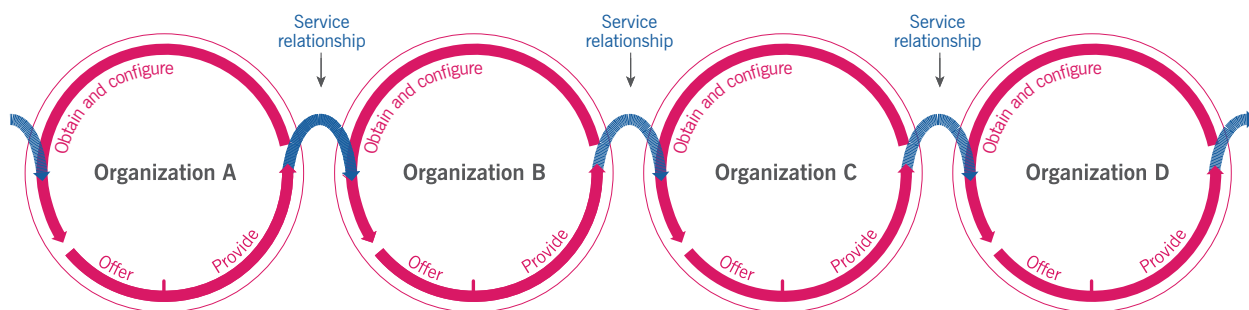 Service
relationship
Service
relationship
Service
relationship
Obtain and configure
Organization A
Offer
Provide
Obtain and configure
Organization B
Offer
Provide
Obtain and configure
Organization C
Offer
Provide
Obtain and configure
Organization D
Offer
Provide